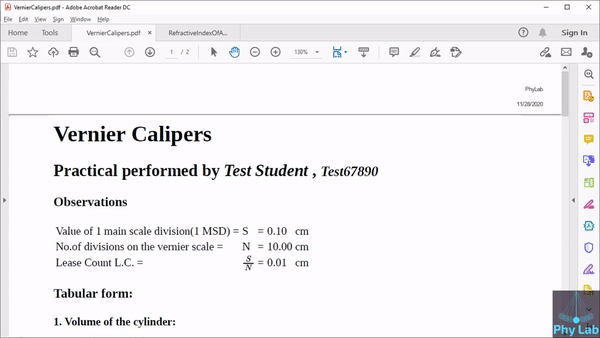 VernierCalipers.pdf - Adobe Acrobat Reader DC
File Edit View Sign Window Help
Home Tools VernierCalipers.pdf × RefractiveIndexOfA... Sign In
1 / 2 130%
PhyLab
11/28/2020
Vernier Calipers
Practical performed by Test Student , Test67890
Observations
Value of 1 main scale division(1 MSD) = S = 0.10 cm
No.of divisions on the vernier scale = N = 10.00 cm
Lease Count L.C. = S/N = 0.01 cm
Tabular form:
1. Volume of the cylinder:
Phy Lab